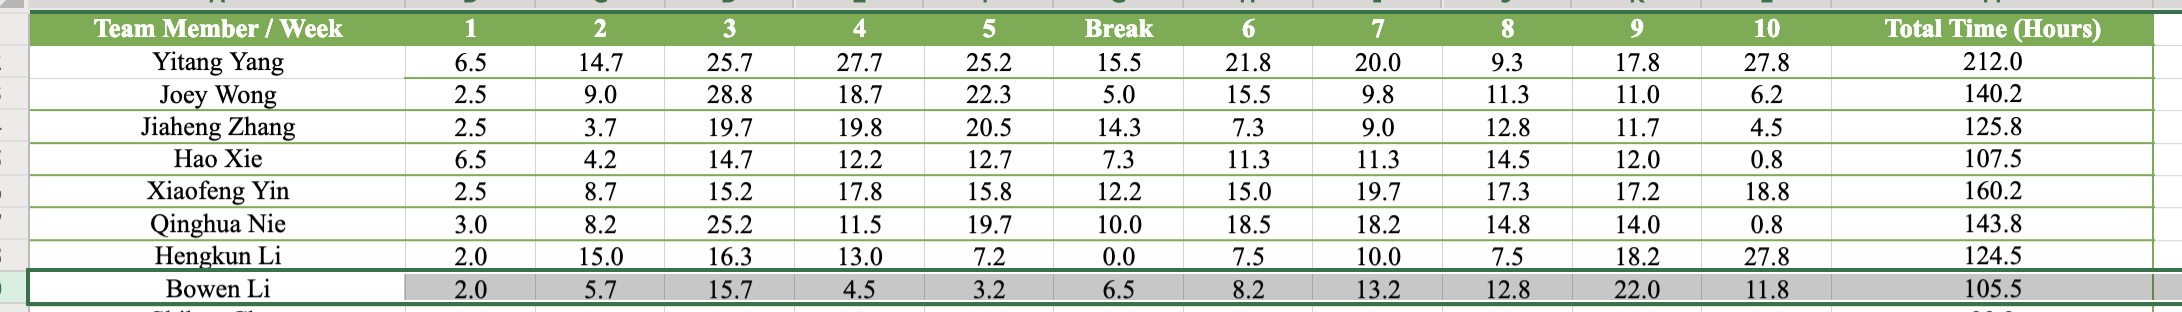 Team Member / Week 1 2 3 4 5 Break 6 7 8 9 10 Total Time (Hours)
Yitang Yang 6.5 14.7 25.7 27.7 25.2 15.5 21.8 20.0 9.3 17.8 27.8 212.0
Joey Wong 2.5 9.0 28.8 18.7 22.3 5.0 15.5 9.8 11.3 11.0 6.2 140.2
Jiaheng Zhang 2.5 3.7 19.7 19.8 20.5 14.3 7.3 9.0 12.8 11.7 4.5 125.8
Hao Xie 6.5 4.2 14.7 12.2 12.7 7.3 11.3 11.3 14.5 12.0 0.8 107.5
Xiaofeng Yin 2.5 8.7 15.2 17.8 15.8 12.2 15.0 19.7 17.3 17.2 18.8 160.2
Qinghua Nie 3.0 8.2 25.2 11.5 19.7 10.0 18.5 18.2 14.8 14.0 0.8 143.8
Hengkun Li 2.0 15.0 16.3 13.0 7.2 0.0 7.5 10.0 7.5 18.2 27.8 124.5
Bowen Li 2.0 5.7 15.7 4.5 3.2 6.5 8.2 13.2 12.8 22.0 11.8 105.5